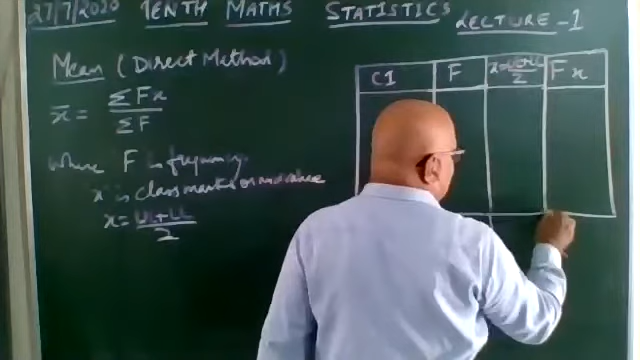 27/7/2020 TENTH MATHS STATISTICS LECTURE-1
Mean (Direct Method)
x̄ = ΣFx / ΣF
where F is frequency
x is class marks or mid value
x = UL+LL / 2
CI F x=UL+LL/2 Fx